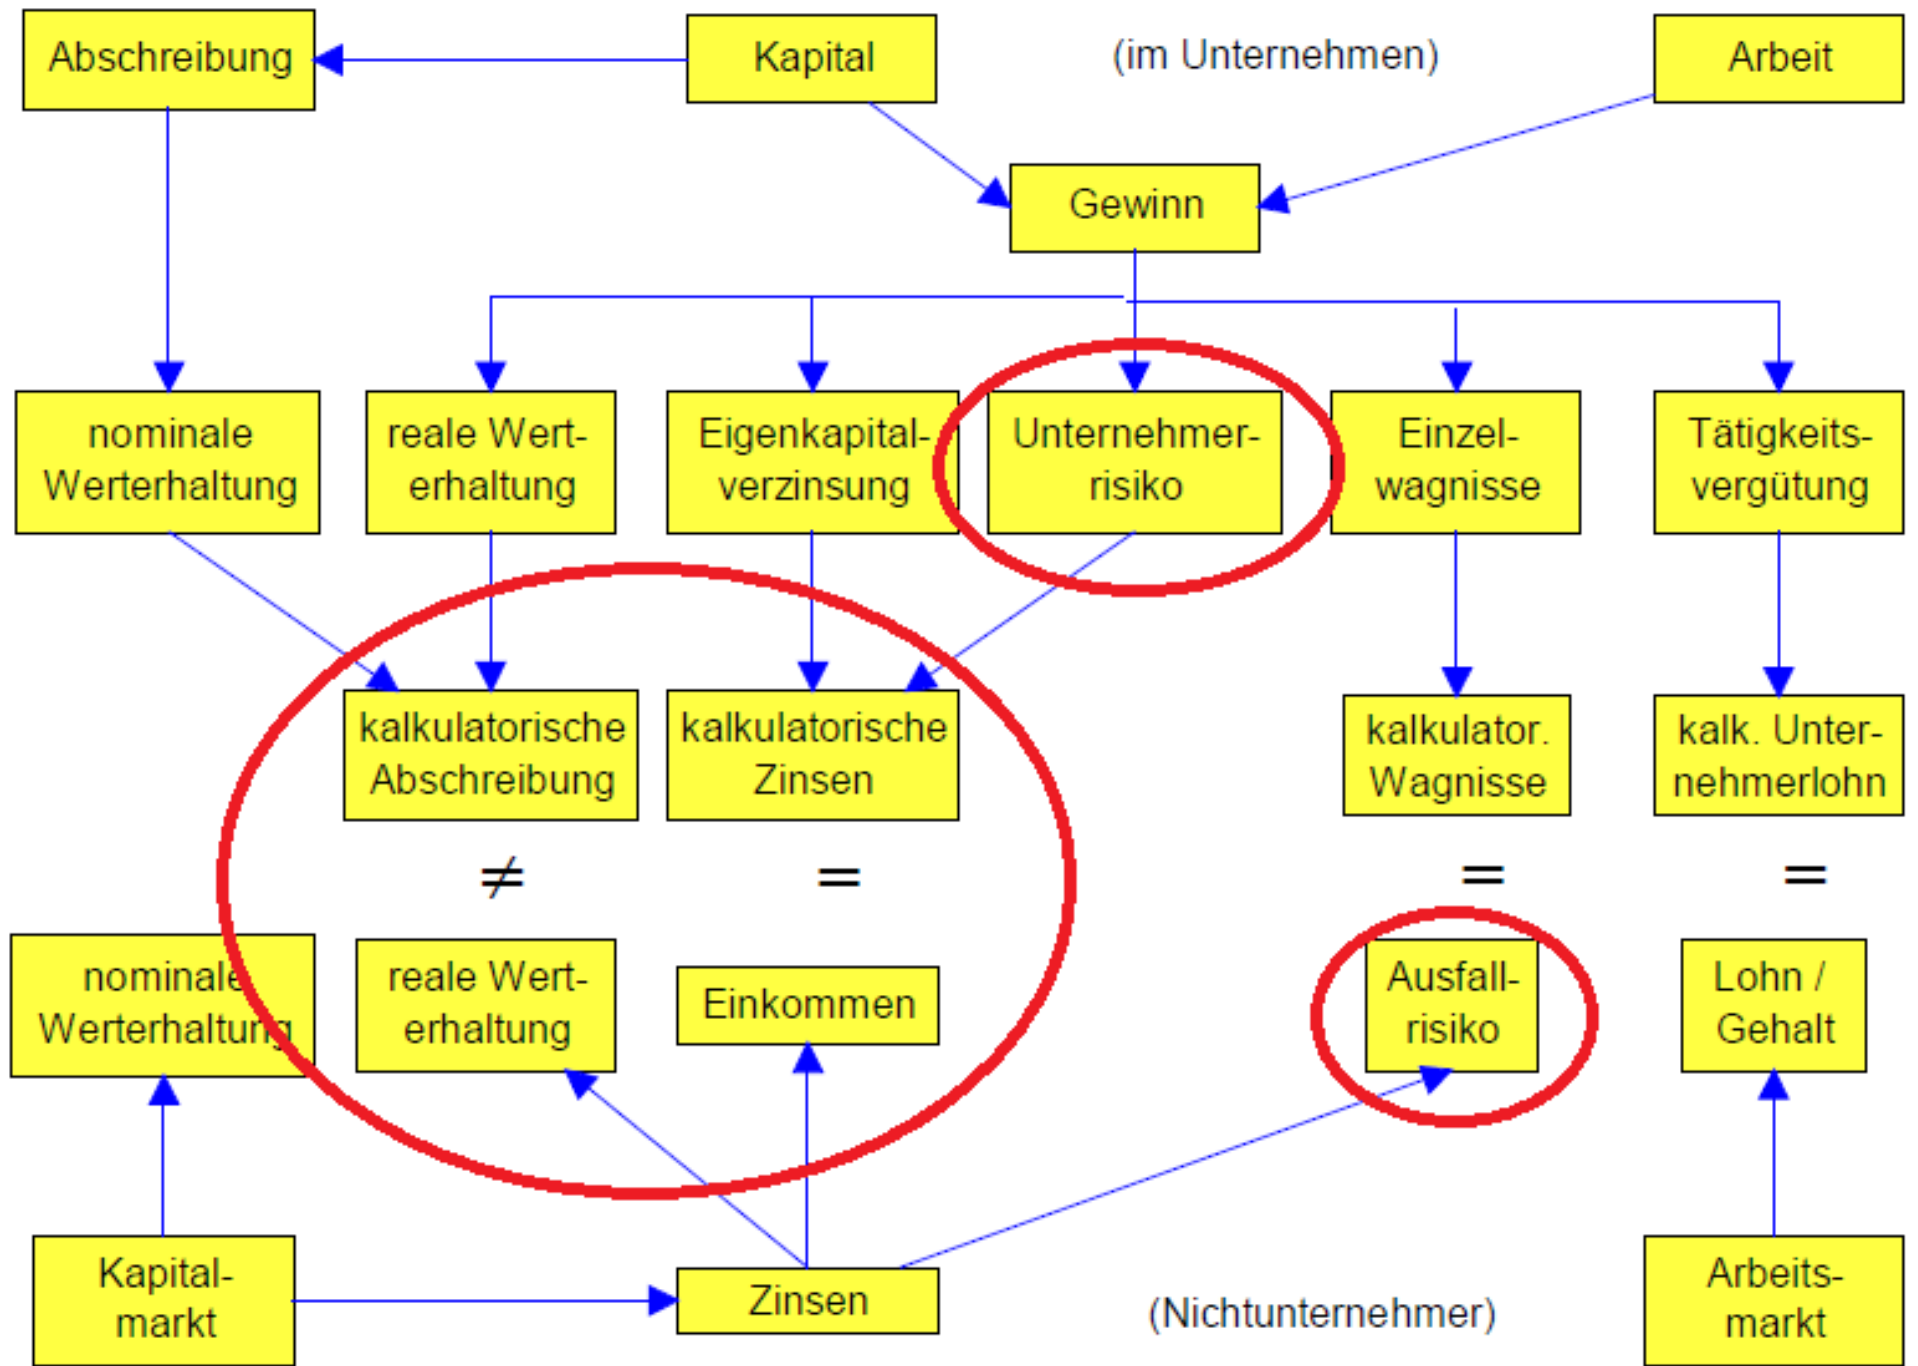 Abschreibung
Kapital
(im Unternehmen)
Arbeit
Gewinn
nominale
Werterhaltung
reale Wert-
erhaltung
Eigenkapital-
verzinsung
Unternehmer-
risiko
Einzel-
wagnisse
Tätigkeits-
vergütung
kalkulatorische
Abschreibung
kalkulatorische
Zinsen
kalkulator.
Wagnisse
kalk. Unter-
nehmerlohn
≠
=
=
=
nominale
Werterhaltung
reale Wert-
erhaltung
Einkommen
Ausfall-
risiko
Lohn /
Gehalt
Kapital-
markt
Zinsen
(Nichtunternehmer)
Arbeits-
markt